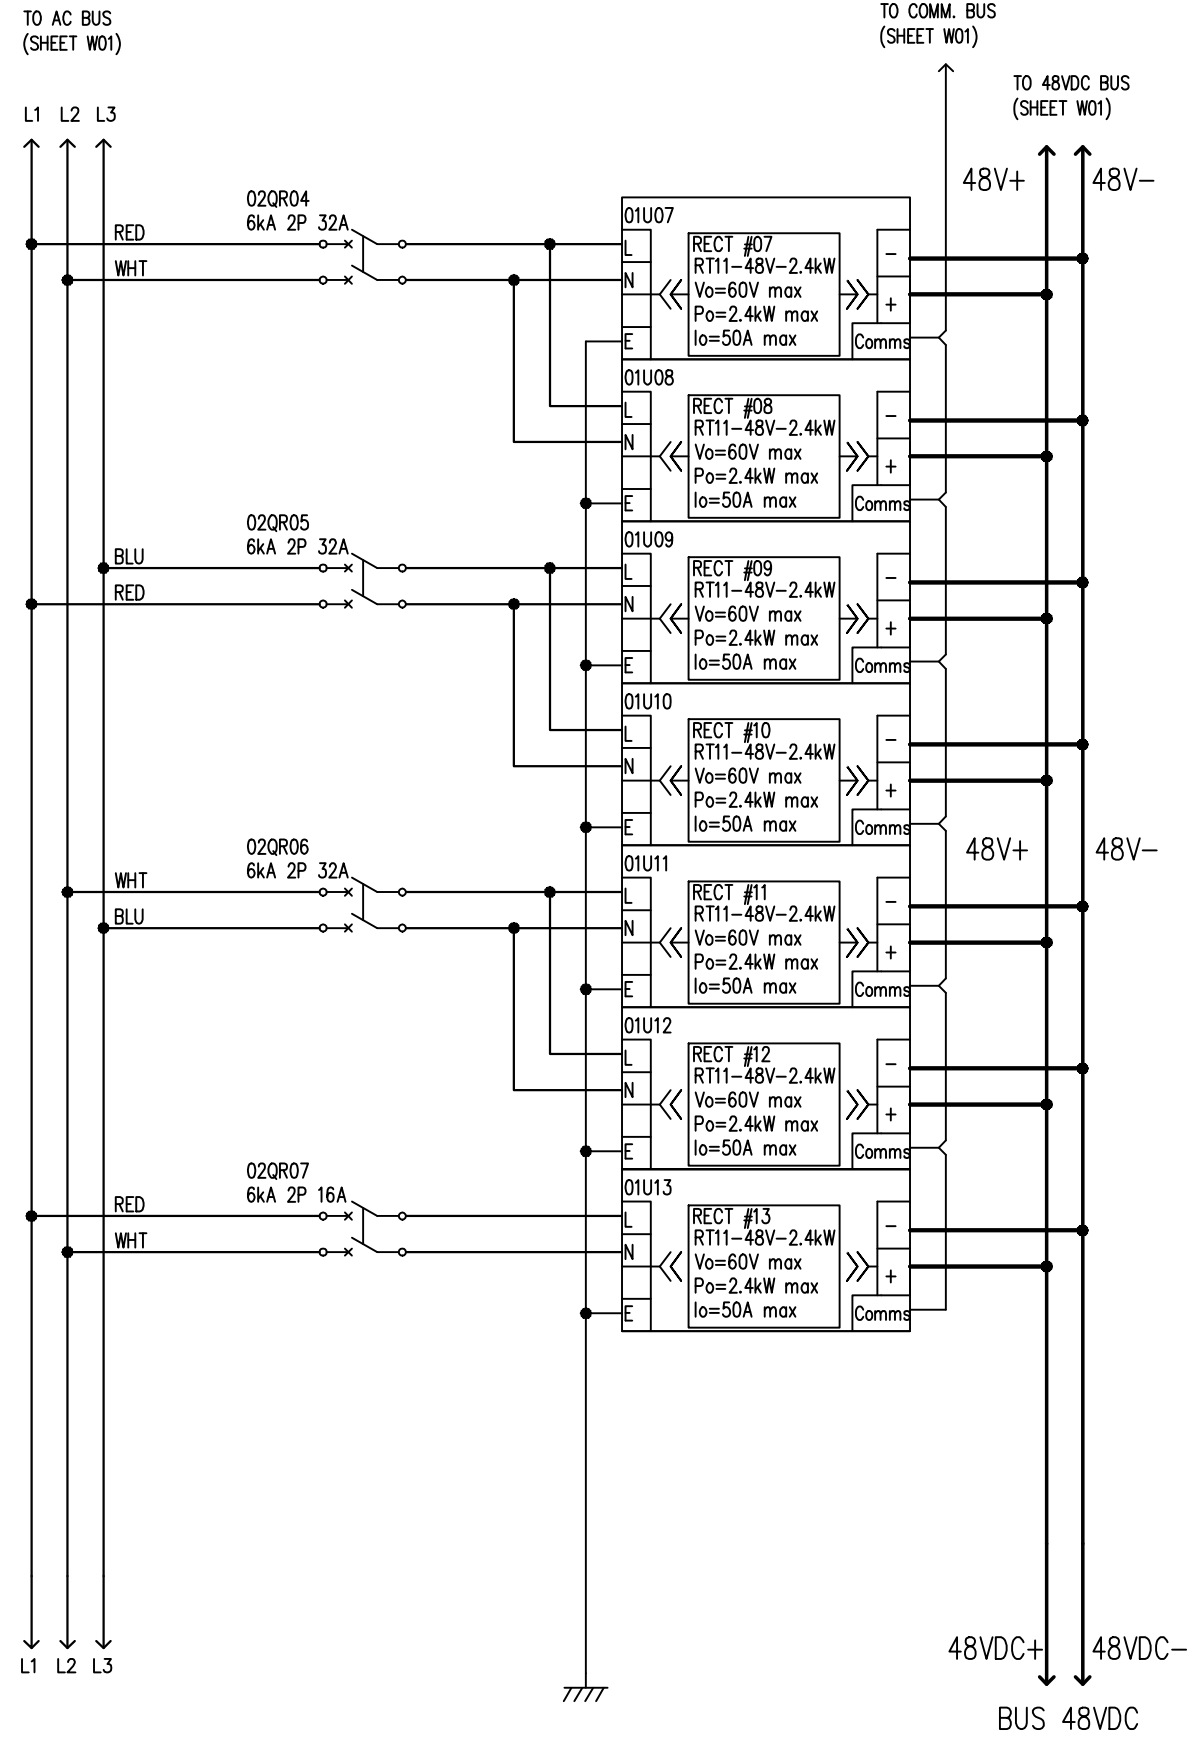 TO AC BUS
(SHEET W01)
TO COMM. BUS
(SHEET W01)
TO 48VDC BUS
(SHEET W01)
L1 L2 L3
48V+ 48V-
02QR04
6kA 2P 32A
RED
WHT
01U07
L
N
E
RECT #07
RT11-48V-2.4kW
Vo=60V max
Po=2.4kW max
Io=50A max
-
+
Comms
01U08
L
N
E
RECT #08
RT11-48V-2.4kW
Vo=60V max
Po=2.4kW max
Io=50A max
-
+
Comms
02QR05
6kA 2P 32A
BLU
RED
01U09
L
N
E
RECT #09
RT11-48V-2.4kW
Vo=60V max
Po=2.4kW max
Io=50A max
-
+
Comms
01U10
L
N
E
RECT #10
RT11-48V-2.4kW
Vo=60V max
Po=2.4kW max
Io=50A max
-
+
Comms
48V+ 48V-
02QR06
6kA 2P 32A
WHT
BLU
01U11
L
N
E
RECT #11
RT11-48V-2.4kW
Vo=60V max
Po=2.4kW max
Io=50A max
-
+
Comms
01U12
L
N
E
RECT #12
RT11-48V-2.4kW
Vo=60V max
Po=2.4kW max
Io=50A max
-
+
Comms
02QR07
6kA 2P 16A
RED
WHT
01U13
L
N
E
RECT #13
RT11-48V-2.4kW
Vo=60V max
Po=2.4kW max
Io=50A max
-
+
Comms
L1 L2 L3
48VDC+ 48VDC-
BUS 48VDC